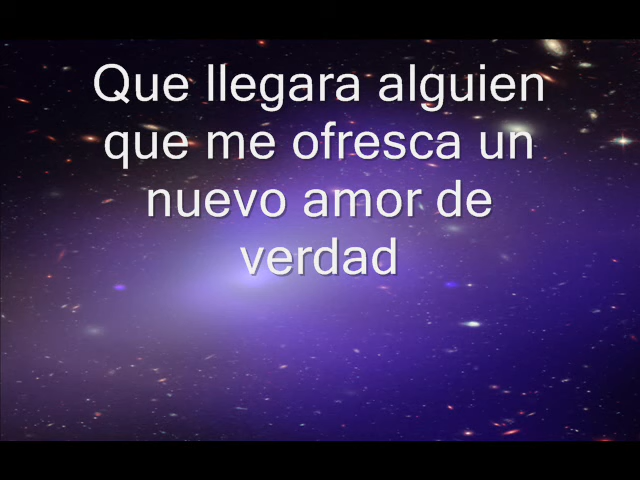 Que llegara alguien
que me ofresca un
nuevo amor de
verdad